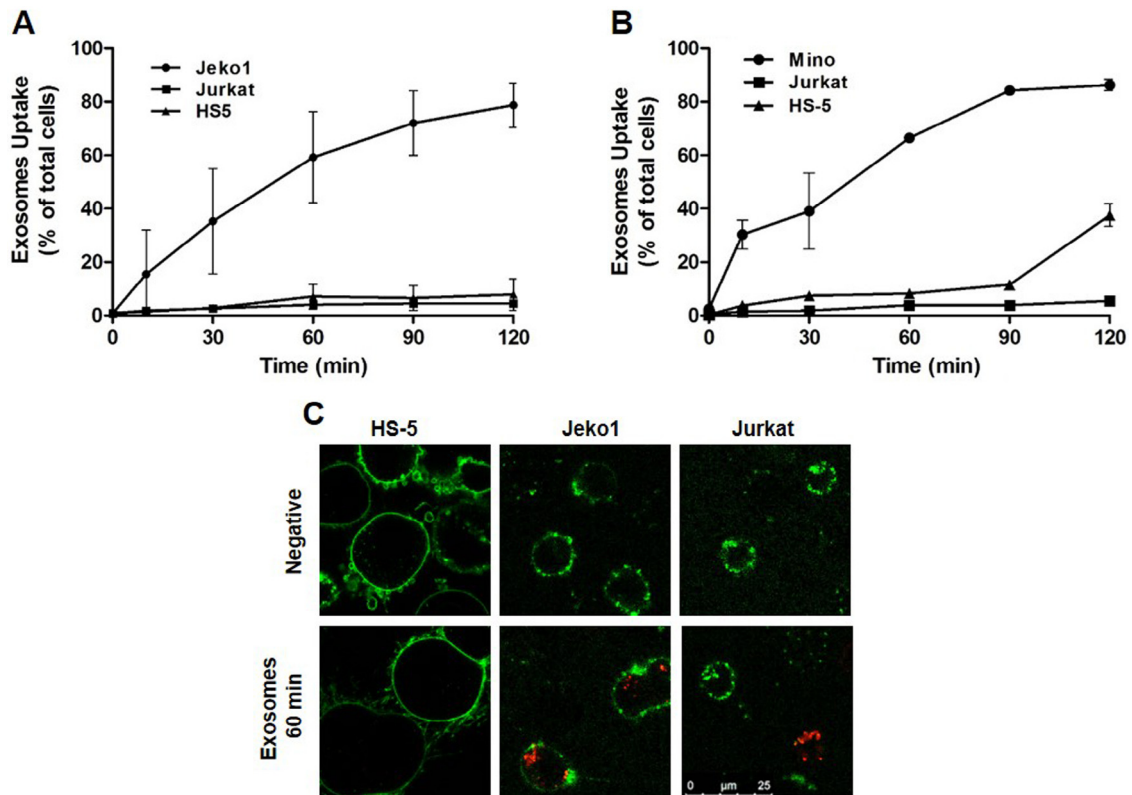 A
Exosomes Uptake
(% of total cells)
100
80
60
40
20
0
Jeko1
Jurkat
HS5
0 30 60 90 120
Time (min)
B
Exosomes Uptake
(% of total cells)
100
80
60
40
20
0
Mino
Jurkat
HS-5
0 30 60 90 120
Time (min)
C
HS-5 Jeko1 Jurkat
Negative
Exosomes
60 min
0 µm 25